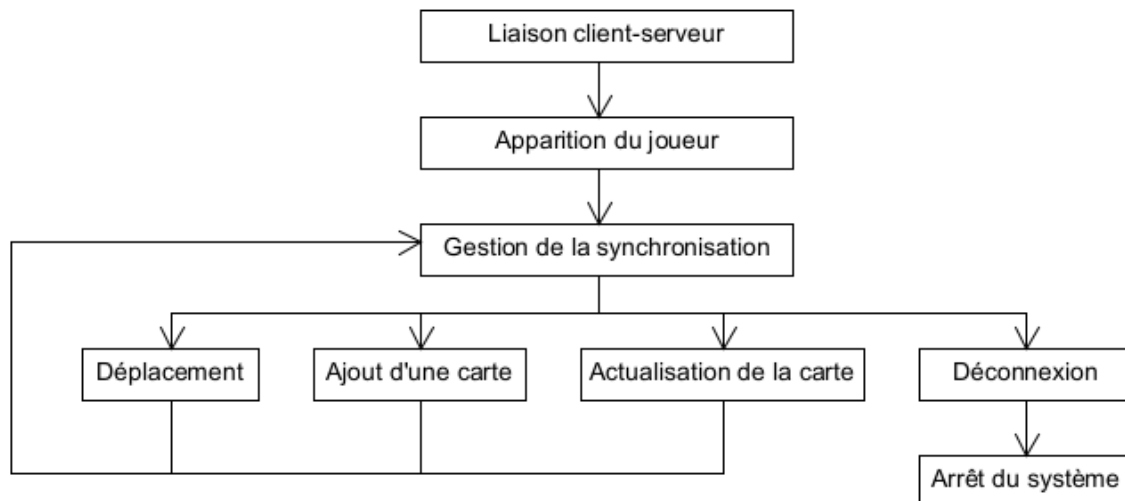 Liaison client-serveur
Apparition du joueur
Gestion de la synchronisation
Déplacement
Ajout d'une carte
Actualisation de la carte
Déconnexion
Arrêt du système